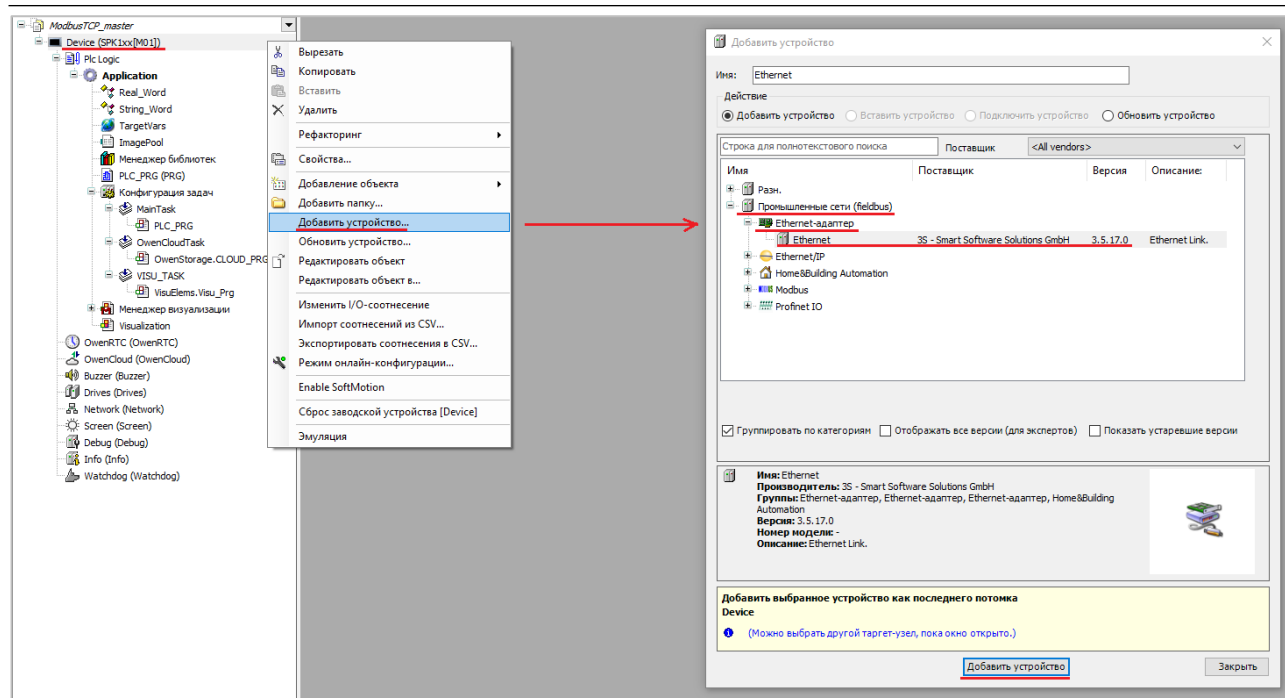 ModbusTCP_master
Device (SPK1xx[M01])
Plc Logic
Application
Real_Word
String_Word
TargetVars
ImagePool
Менеджер библиотек
PLC_PRG (PRG)
Конфигурация задач
MainTask
PLC_PRG
OwenCloudTask
OwenStorage.CLOUD_PRG
VISU_TASK
VisuElems.Visu_Prg
Менеджер визуализации
Visualization
OwenRTC (OwenRTC)
OwenCloud (OwenCloud)
Buzzer (Buzzer)
Drives (Drives)
Network (Network)
Screen (Screen)
Debug (Debug)
Info (Info)
Watchdog (Watchdog)
Вырезать
Копировать
Вставить
Удалить
Рефакторинг
Свойства...
Добавление объекта
Добавить папку...
Добавить устройство...
Обновить устройство...
Редактировать объект
Редактировать объект в...
Изменить I/O-соотнесение
Импорт соотнесений из CSV...
Экспортировать соотнесения в CSV...
Режим онлайн-конфигурации...
Enable SoftMotion
Сброс заводской устройства [Device]
Эмуляция
Добавить устройство
Имя: Ethernet
Действие
Добавить устройство Вставить устройство Подключить устройство Обновить устройство
Строка для полнотекстового поиска Поставщик <All vendors>
Имя Поставщик Версия Описание:
Разн.
Промышленные сети (fieldbus)
Ethernet-адаптер
Ethernet 3S - Smart Software Solutions GmbH 3.5.17.0 Ethernet Link.
Ethernet/IP
Home&Building Automation
Modbus
Profinet IO
Группировать по категориям Отображать все версии (для экспертов) Показать устаревшие версии
Имя: Ethernet
Производитель: 3S - Smart Software Solutions GmbH
Группы: Ethernet-адаптер, Ethernet-адаптер, Ethernet-адаптер, Home&Building
Automation
Версия: 3.5.17.0
Номер модели: -
Описание: Ethernet Link.
Добавить выбранное устройство как последнего потомка
Device
(Можно выбрать другой таргет-узел, пока окно открыто.)
Добавить устройство Закрыть